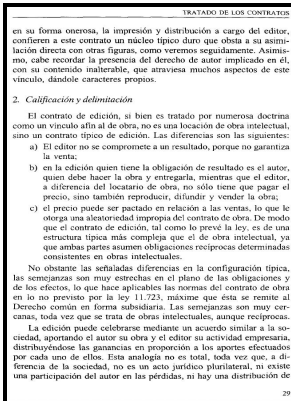 TRATADO DE LOS CONTRATOS
en su forma onerosa, la impresión y distribución a cargo del editor,
confieren a este contrato un núcleo típico duro que obsta a su asimi-
lación directa con otras figuras, como veremos seguidamente. Asimis-
mo, cabe recordar la presencia del derecho de autor implicado en él,
con su contenido inalterable, que atraviesa muchos aspectos de este
vínculo, dándole caracteres propios.
2. Calificación y delimitación
El contrato de edición, si bien es tratado por numerosa doctrina
como un vínculo afín al de obra, no es una locación de obra intelectual,
sino un contrato típico de edición. Las diferencias son las siguientes:
a) El editor no se compromete a un resultado, porque no garantiza
la venta;
b) en la edición quien tiene la obligación de resultado es el autor,
quien debe hacer la obra y entregarla, mientras que el editor,
a diferencia del locatario de obra, no sólo tiene que pagar el
precio, sino también reproducir, difundir y vender la obra;
c) el precio puede ser pactado en relación a las ventas, lo que le
otorga una aleatoriedad impropia del contrato de obra. De modo
que el contrato de edición, tal como lo prevé la ley, es de una
estructura típica más compleja que el de obra intelectual, ya
que ambas partes asumen obligaciones recíprocas determinadas
consistentes en obras intelectuales.
No obstante las señaladas diferencias en la configuración típica,
las semejanzas son muy estrechas en el plano de las obligaciones y
de los efectos, lo que hace aplicables las normas del contrato de obra
en lo no previsto por la ley 11.723, máxime que ésta se remite al
Derecho común en forma subsidiaria. Las semejanzas son muy cer-
canas, toda vez que se trata de obras intelectuales, aunque recíprocas.
La edición puede celebrarse mediante un acuerdo similar a la so-
ciedad, aportando el autor su obra y el editor su actividad empresaria,
distribuyéndose las ganancias en proporción a los aportes efectuados
por cada uno de ellos. Esta analogía no es total, toda vez que, a di-
ferencia de la sociedad, no es un acto jurídico plurilateral, ni existe
una participación del autor en las pérdidas, ni hay una distribución de
29